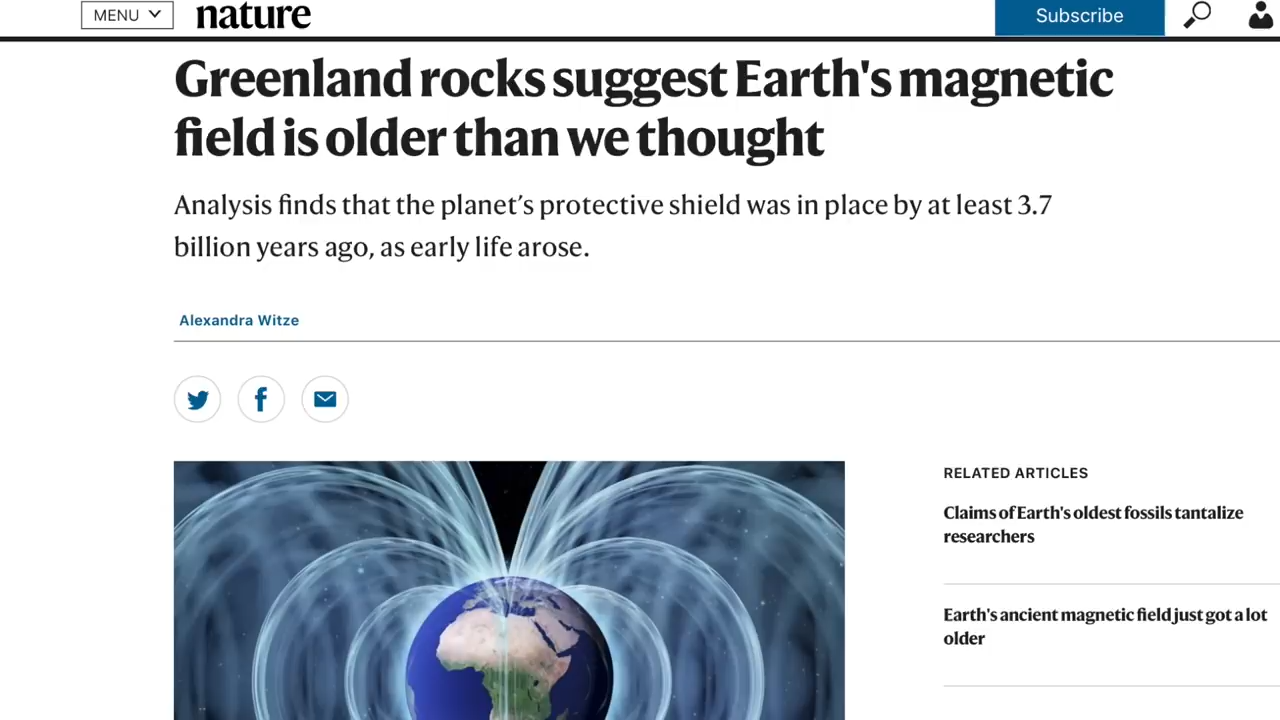 MENU
nature
Subscribe
Greenland rocks suggest Earth's magnetic
field is older than we thought
Analysis finds that the planet’s protective shield was in place by at least 3.7
billion years ago, as early life arose.
Alexandra Witze
RELATED ARTICLES
Claims of Earth's oldest fossils tantalize
researchers
Earth's ancient magnetic field just got a lot
older